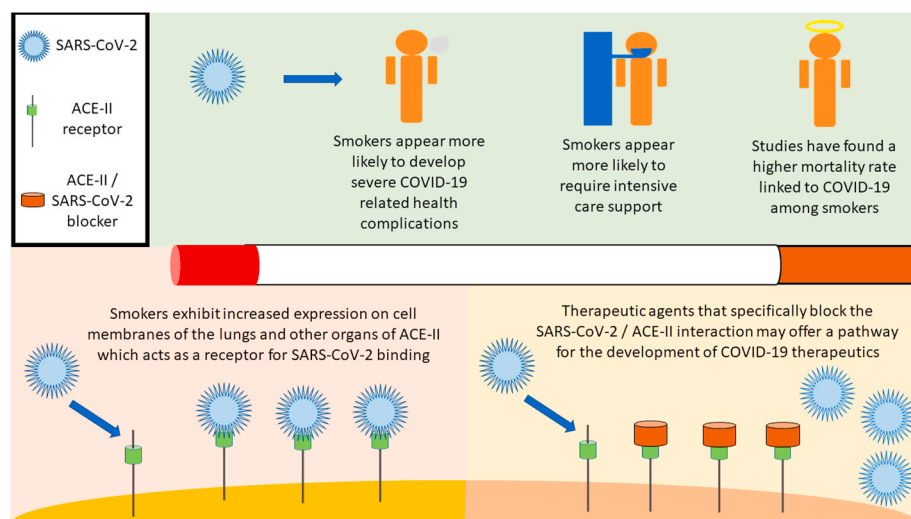 SARS-CoV-2
ACE-II
receptor
ACE-II /
SARS-CoV-2
blocker
Smokers appear more
likely to develop
severe COVID-19
related health
complications
Smokers appear
more likely to
require intensive
care support
Studies have found a
higher mortality rate
linked to COVID-19
among smokers
Smokers exhibit increased expression on cell
membranes of the lungs and other organs of ACE-II
which acts as a receptor for SARS-CoV-2 binding
Therapeutic agents that specifically block the
SARS-CoV-2 / ACE-II interaction may offer a pathway
for the development of COVID-19 therapeutics